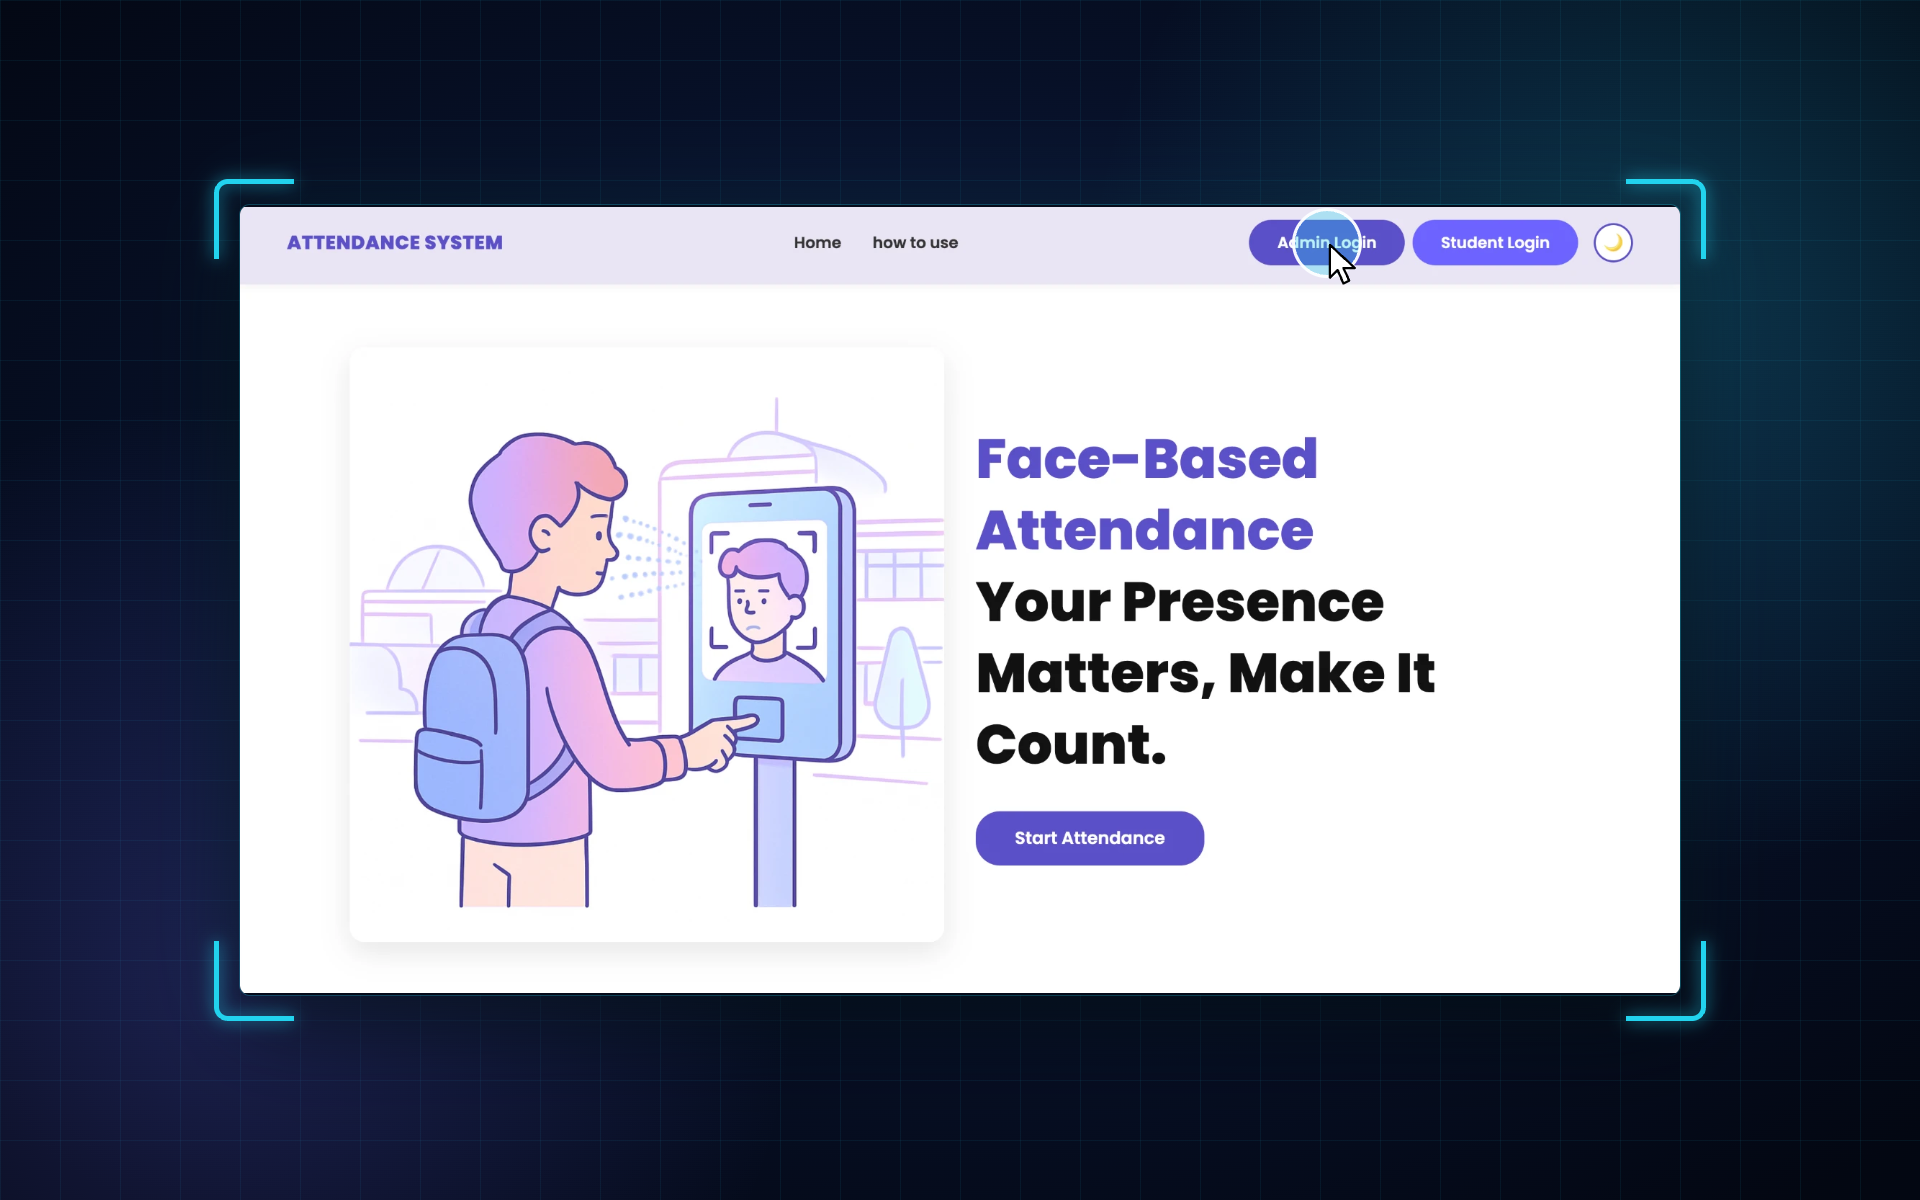 ATTENDANCE SYSTEM
Home
how to use
Admin Login
Student Login
Face-Based
Attendance
Your Presence
Matters, Make It
Count.
Start Attendance